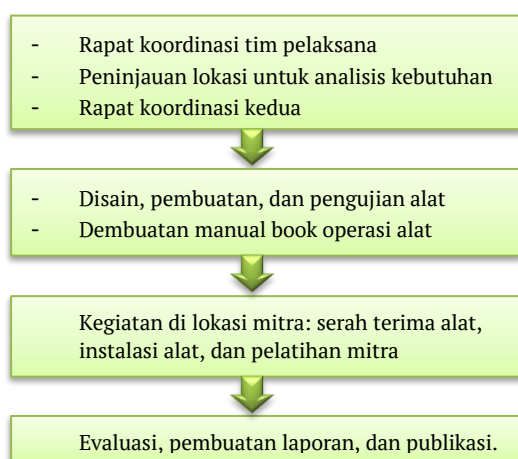 - Rapat koordinasi tim pelaksana
- Peninjauan lokasi untuk analisis kebutuhan
- Rapat koordinasi kedua
- Disain, pembuatan, dan pengujian alat
- Dembuatan manual book operasi alat
Kegiatan di lokasi mitra: serah terima alat,
instalasi alat, dan pelatihan mitra
Evaluasi, pembuatan laporan, dan publikasi.